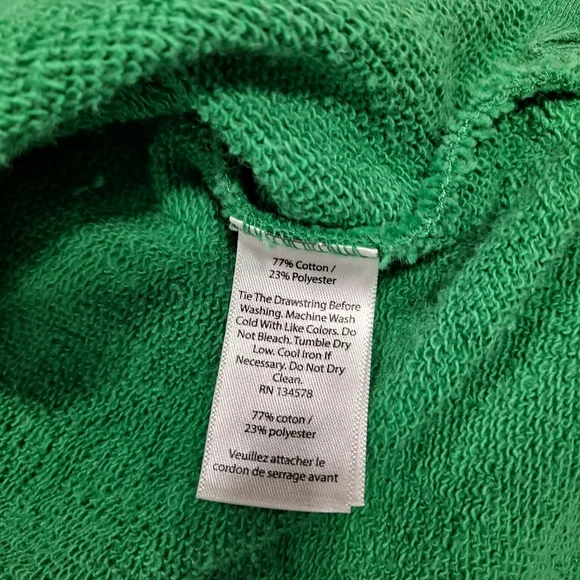 77% Cotton /
23% Polyester
Tie The Drawstring Before
Washing. Machine Wash
Cold With Like Colors. Do
Not Bleach. Tumble Dry
Low. Cool Iron If
Necessary. Do Not Dry
Clean.
RN 134578
77% coton /
23% polyester
Veuillez attacher le
cordon de serrage avant